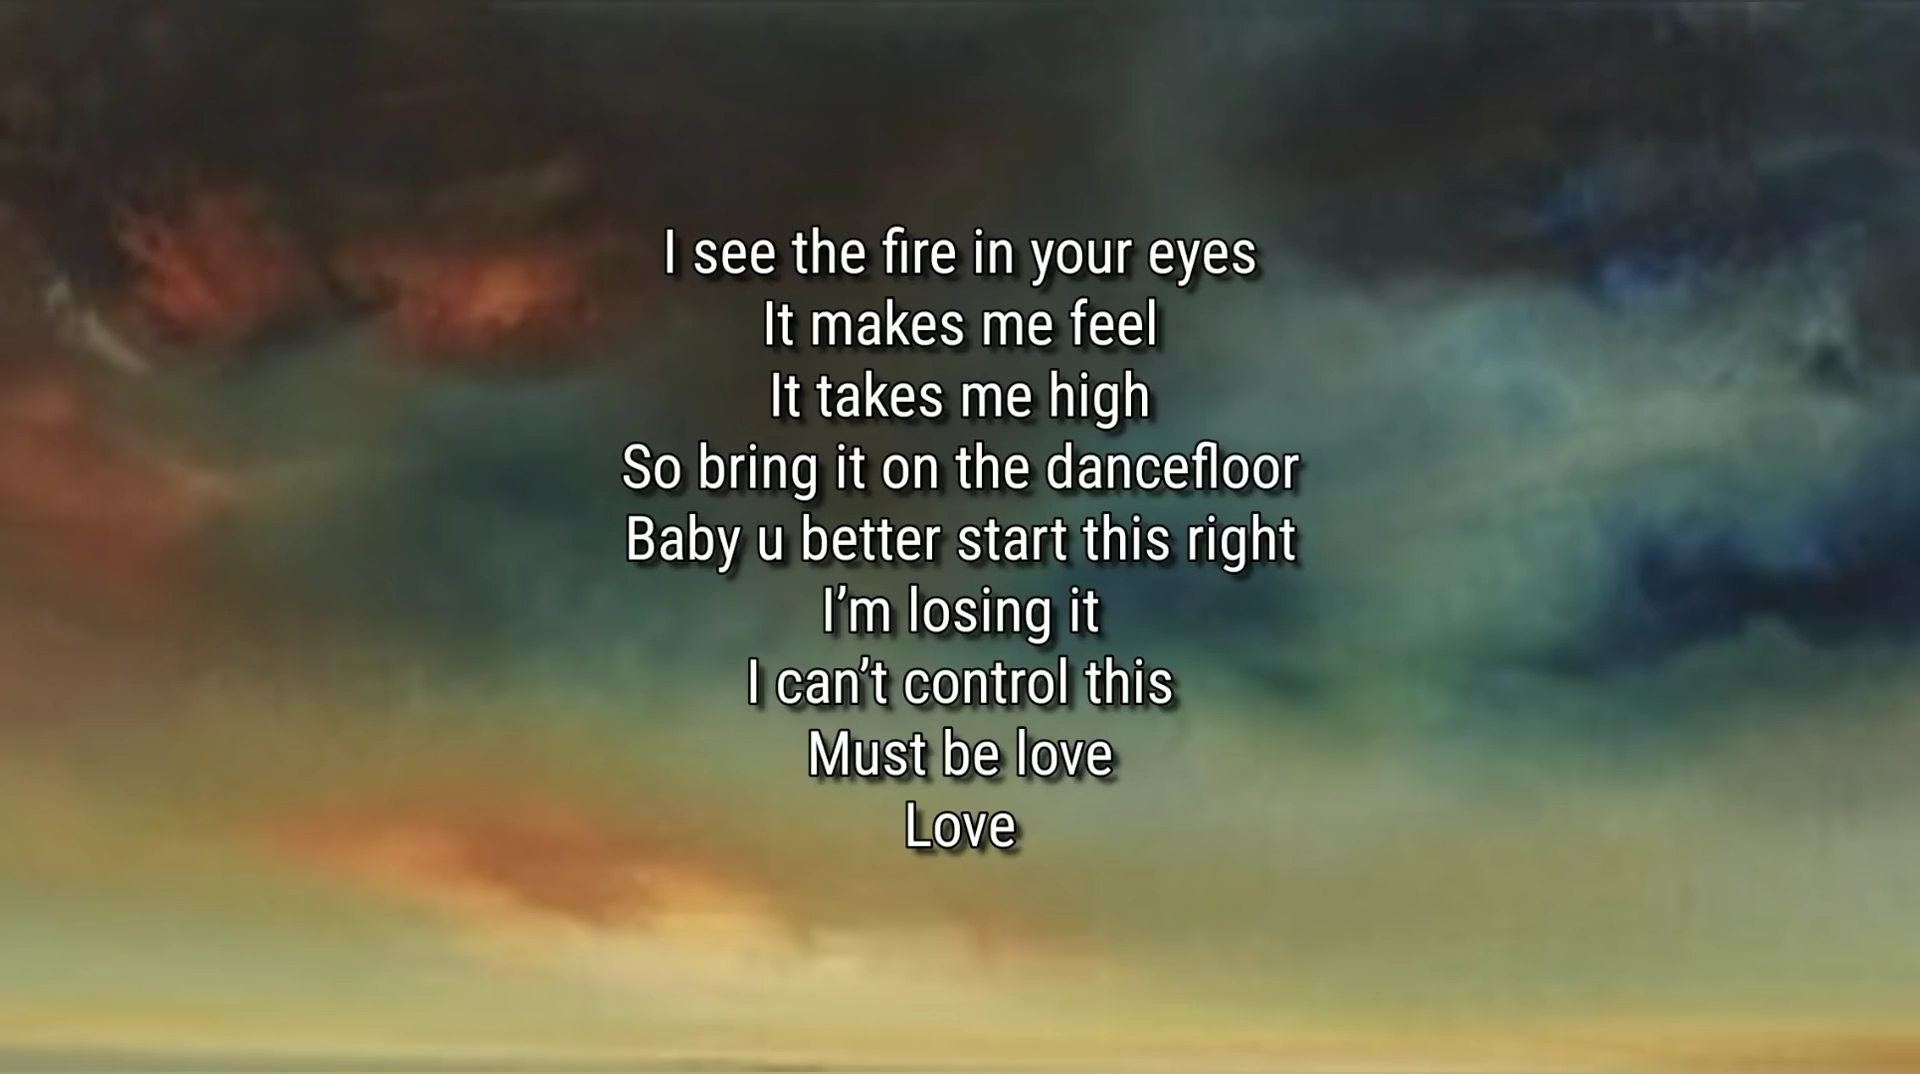 I see the fire in your eyes
It makes me feel
It takes me high
So bring it on the dancefloor
Baby u better start this right
I’m losing it
I can’t control this
Must be love
Love